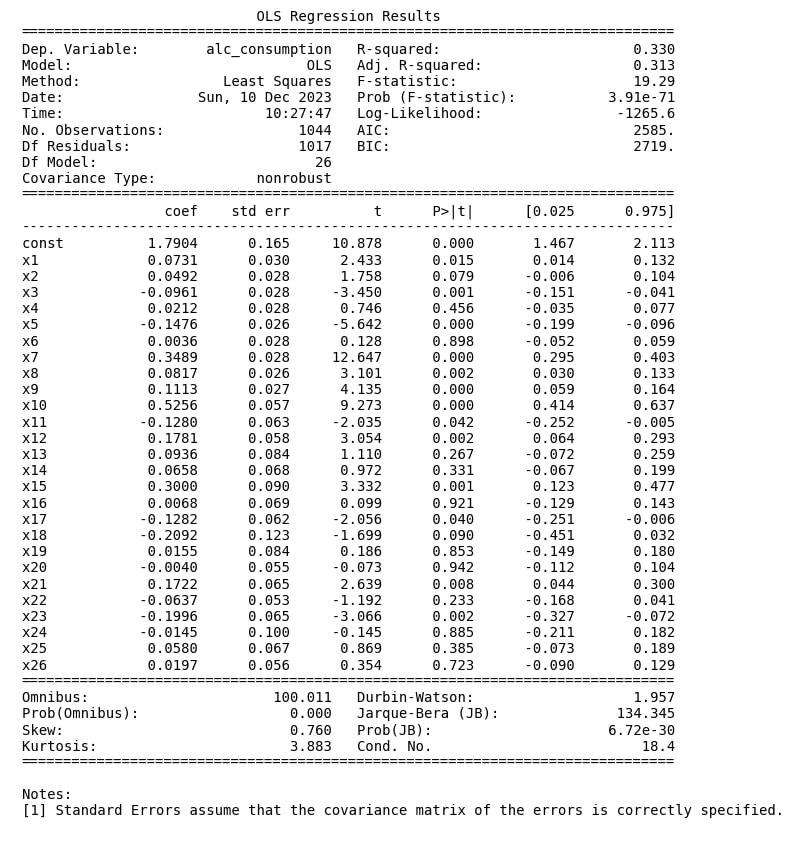 OLS Regression Results
==============================================================================
Dep. Variable:        alc_consumption   R-squared:                       0.330
Model:                            OLS   Adj. R-squared:                  0.313
Method:                 Least Squares   F-statistic:                     19.29
Date:                Sun, 10 Dec 2023   Prob (F-statistic):           3.91e-71
Time:                        10:27:47   Log-Likelihood:                -1265.6
No. Observations:                1044   AIC:                             2585.
Df Residuals:                    1017   BIC:                             2719.
Df Model:                          26
Covariance Type:            nonrobust
==============================================================================
                 coef    std err          t      P>|t|      [0.025      0.975]
------------------------------------------------------------------------------
const          1.7904      0.165     10.878      0.000       1.467       2.113
x1             0.0731      0.030      2.433      0.015       0.014       0.132
x2             0.0492      0.028      1.758      0.079      -0.006       0.104
x3            -0.0961      0.028     -3.450      0.001      -0.151      -0.041
x4             0.0212      0.028      0.746      0.456      -0.035       0.077
x5            -0.1476      0.026     -5.642      0.000      -0.199      -0.096
x6             0.0036      0.028      0.128      0.898      -0.052       0.059
x7             0.3489      0.028     12.647      0.000       0.295       0.403
x8             0.0817      0.026      3.101      0.002       0.030       0.133
x9             0.1113      0.027      4.135      0.000       0.059       0.164
x10            0.5256      0.057      9.273      0.000       0.414       0.637
x11           -0.1280      0.063     -2.035      0.042      -0.252      -0.005
x12            0.1781      0.058      3.054      0.002       0.064       0.293
x13            0.0936      0.084      1.110      0.267      -0.072       0.259
x14            0.0658      0.068      0.972      0.331      -0.067       0.199
x15            0.3000      0.090      3.332      0.001       0.123       0.477
x16            0.0068      0.069      0.099      0.921      -0.129       0.143
x17           -0.1282      0.062     -2.056      0.040      -0.251      -0.006
x18           -0.2092      0.123     -1.699      0.090      -0.451       0.032
x19            0.0155      0.084      0.186      0.853      -0.149       0.180
x20           -0.0040      0.055     -0.073      0.942      -0.112       0.104
x21            0.1722      0.065      2.639      0.008       0.044       0.300
x22           -0.0637      0.053     -1.192      0.233      -0.168       0.041
x23           -0.1996      0.065     -3.066      0.002      -0.327      -0.072
x24           -0.0145      0.100     -0.145      0.885      -0.211       0.182
x25            0.0580      0.067      0.869      0.385      -0.073       0.189
x26            0.0197      0.056      0.354      0.723      -0.090       0.129
==============================================================================
Omnibus:                      100.011   Durbin-Watson:                   1.957
Prob(Omnibus):                  0.000   Jarque-Bera (JB):              134.345
Skew:                           0.760   Prob(JB):                     6.72e-30
Kurtosis:                       3.883   Cond. No.                         18.4
==============================================================================

Notes:
[1] Standard Errors assume that the covariance matrix of the errors is correctly specified.